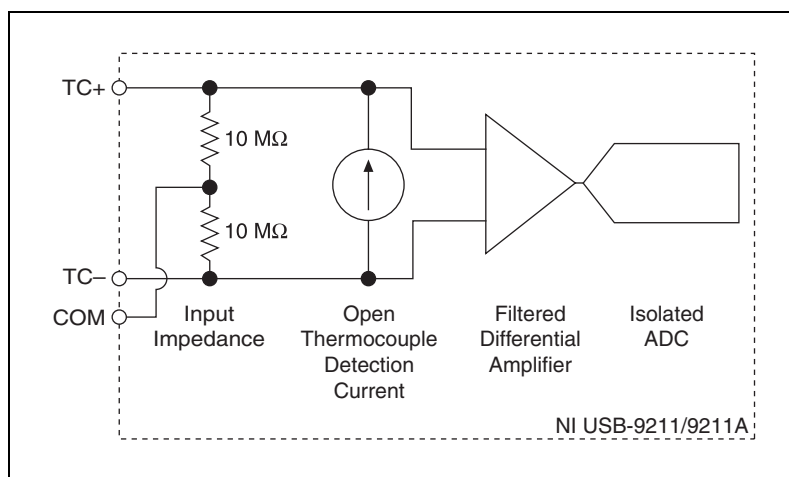 TC+
10 MΩ
10 MΩ
TC–
COM
Input
Impedance
Open
Thermocouple
Detection
Current
Filtered
Differential
Amplifier
Isolated
ADC
NI USB-9211/9211A